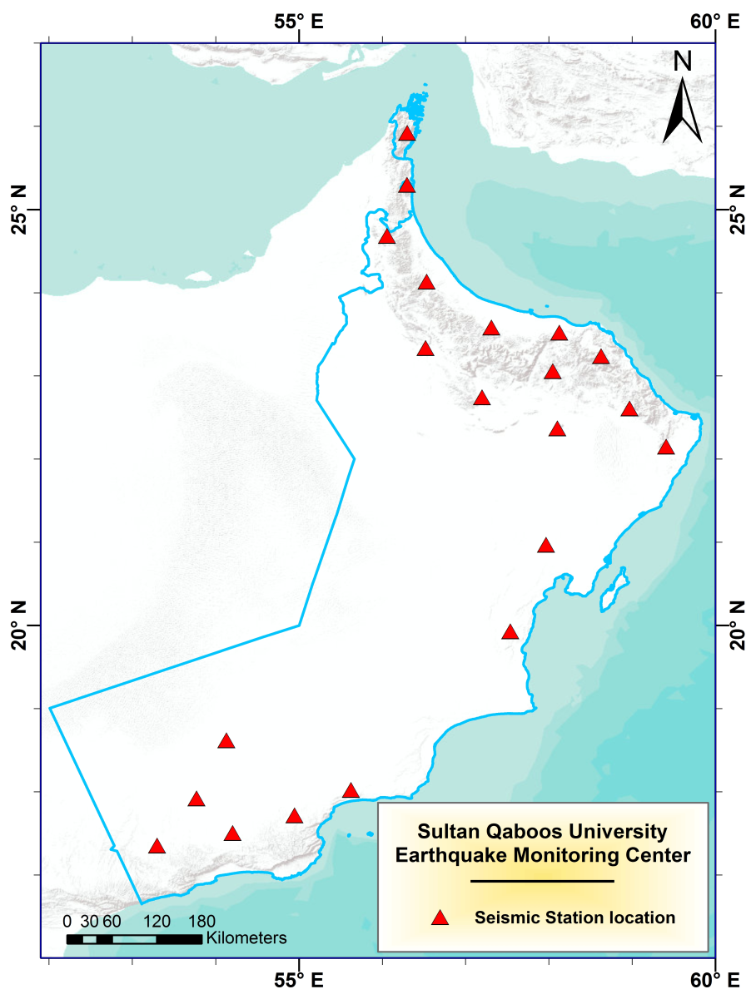 55° E
60° E
N
25° N
25° N
20° N
20° N
Sultan Qaboos University
Earthquake Monitoring Center
Seismic Station location
0 30 60 120 180
Kilometers
55° E
60° E